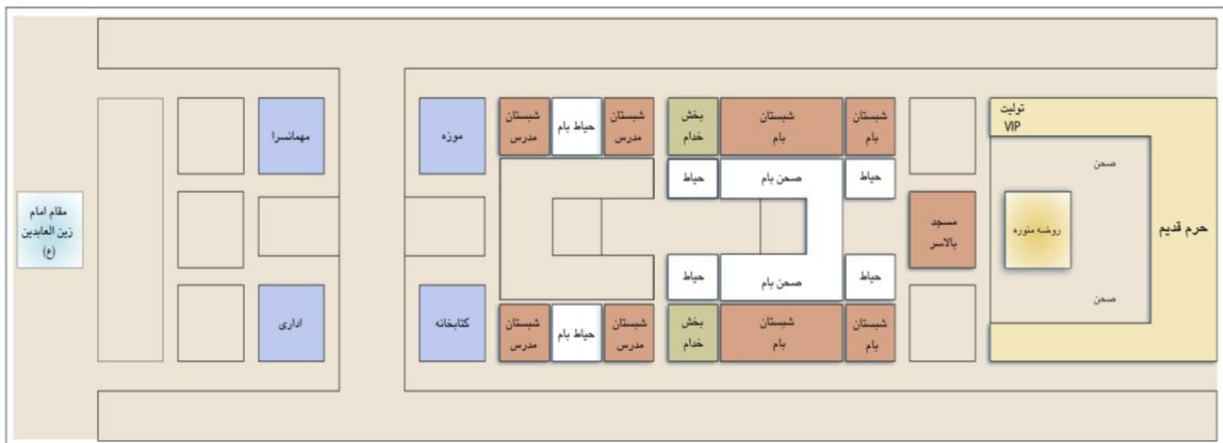 تولیت
VIP
شبستان
بام
شبستان
بام
بخش
خدام
شبستان
مدرس
حیاط بام
شبستان
مدرس
موزه
مهمانسرا
صحن
حیاط
صحن بام
حیاط
حرم قدیم
روضه منوره
مسجد
بالاسر
مقام امام
زین العابدین
(ع)
حیاط
صحن بام
حیاط
صحن
شبستان
بام
شبستان
بام
بخش
خدام
شبستان
مدرس
حیاط بام
شبستان
مدرس
کتابخانه
اداری